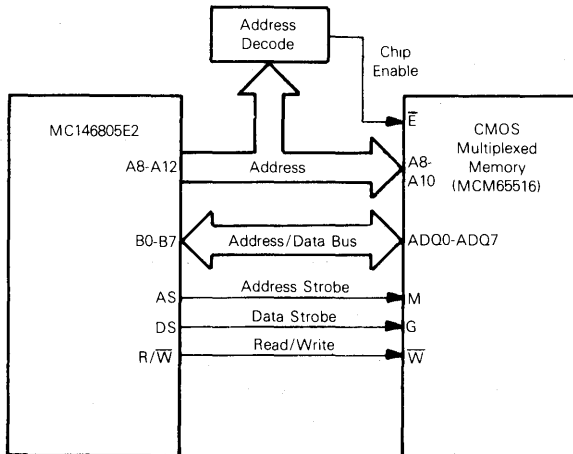 Address
Decode
Chip
Enable
MC146805E2
E̅
CMOS
Multiplexed
Memory
(MCM65516)
A8-A12
Address
A8-
A10
B0-B7
Address/Data Bus
ADQ0-ADQ7
AS
Address Strobe
M
DS
Data Strobe
G
R/W̅
Read/Write
W̅